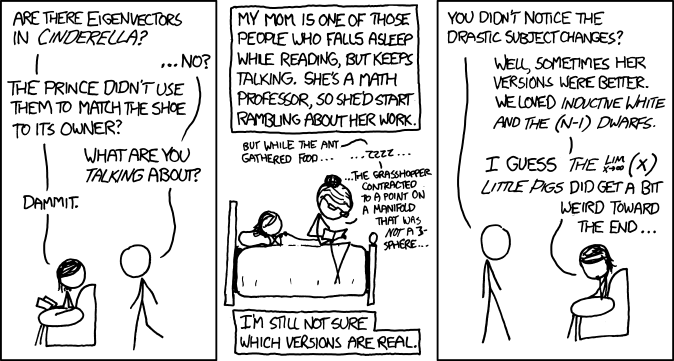 ARE THERE EIGENVECTORS
IN CINDERELLA?
...NO?
THE PRINCE DIDN'T USE
THEM TO MATCH THE SHOE
TO ITS OWNER?
WHAT ARE YOU
TALKING ABOUT?
DAMMIT.
MY MOM IS ONE OF THOSE
PEOPLE WHO FALLS ASLEEP
WHILE READING, BUT KEEPS
TALKING. SHE'S A MATH
PROFESSOR, SO SHE'D START
RAMBLING ABOUT HER WORK.
BUT WHILE THE ANT
GATHERED FOOD...
...ZZZZ...
...THE GRASSHOPPER
CONTRACTED
TO A POINT ON
A MANIFOLD
THAT WAS
NOT A 3-
SPHERE...
I'M STILL NOT SURE
WHICH VERSIONS ARE REAL.
YOU DIDN'T NOTICE THE
DRASTIC SUBJECT CHANGES?
WELL, SOMETIMES HER
VERSIONS WERE BETTER.
WE LOVED INDUCTIVE WHITE
AND THE (N-1) DWARFS.
I GUESS THE LIM X→∞ (X)
LITTLE PIGS DID GET A BIT
WEIRD TOWARD
THE END...